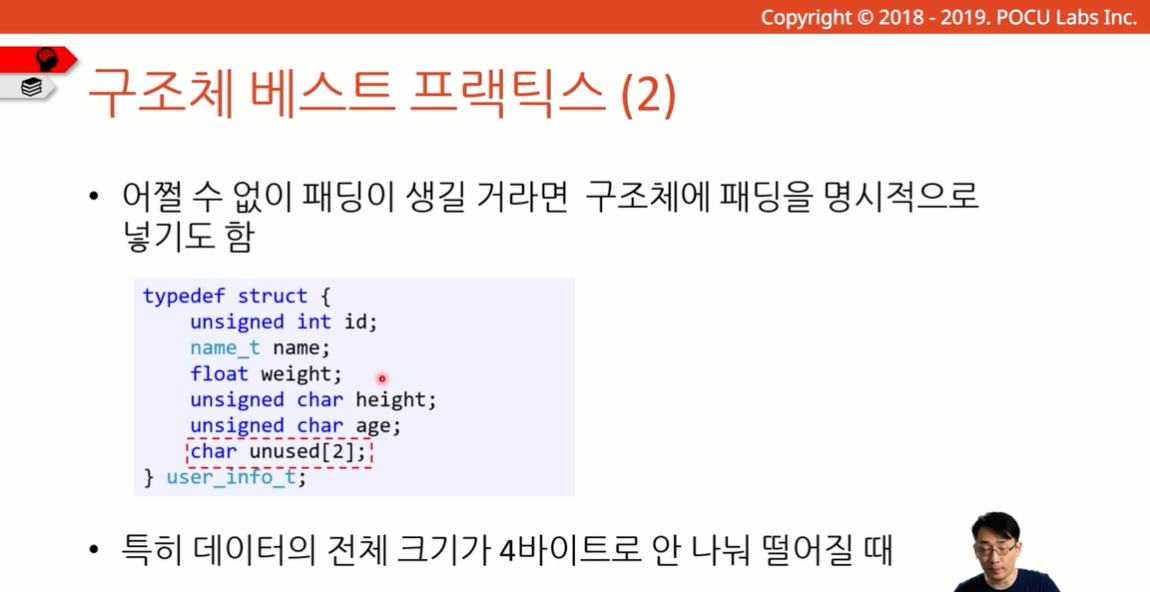 Copyright © 2018 - 2019. POCU Labs Inc.
구조체 베스트 프랙틱스 (2)
• 어쩔 수 없이 패딩이 생길 거라면 구조체에 패딩을 명시적으로
넣기도 함
typedef struct {
    unsigned int id;
    name_t name;
    float weight;
    unsigned char height;
    unsigned char age;
    char unused[2];
} user_info_t;
• 특히 데이터의 전체 크기가 4바이트로 안 나눠 떨어질 때